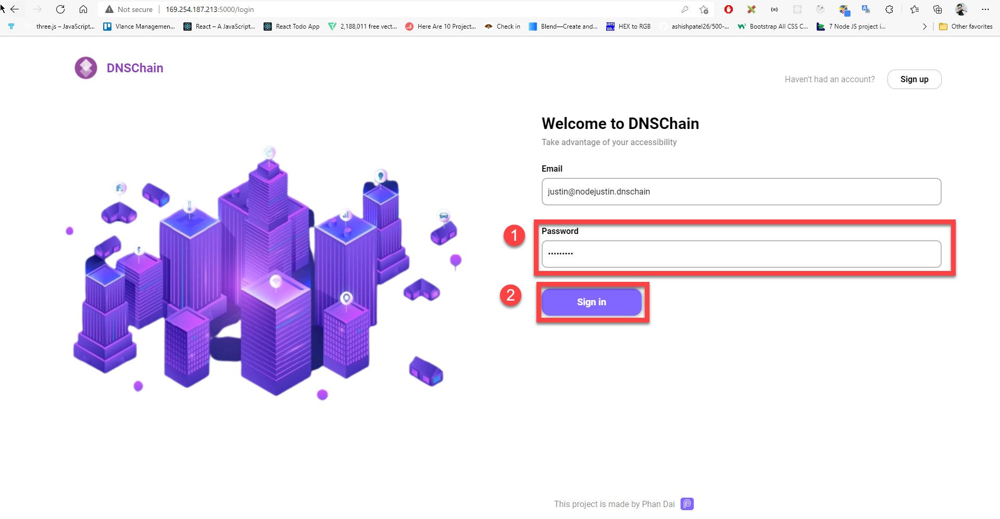 Not secure
169.254.187.213:5000/login
three.js – JavaScript...
Vlance Managemen...
React – A JavaScript...
React Todo App
2,188,011 free vect...
Here Are 10 Project...
Check in
Blend—Create and...
HEX to RGB
ashishpatel26/500-...
Bootstrap All CSS C...
7 Node JS project i...
Other favorites
DNSChain
Haven't had an account?
Sign up
Welcome to DNSChain
Take advantage of your accessibility
Email
justin@nodejustin.dnschain
1
Password
•••••••••
2
Sign in
This project is made by Phan Dai